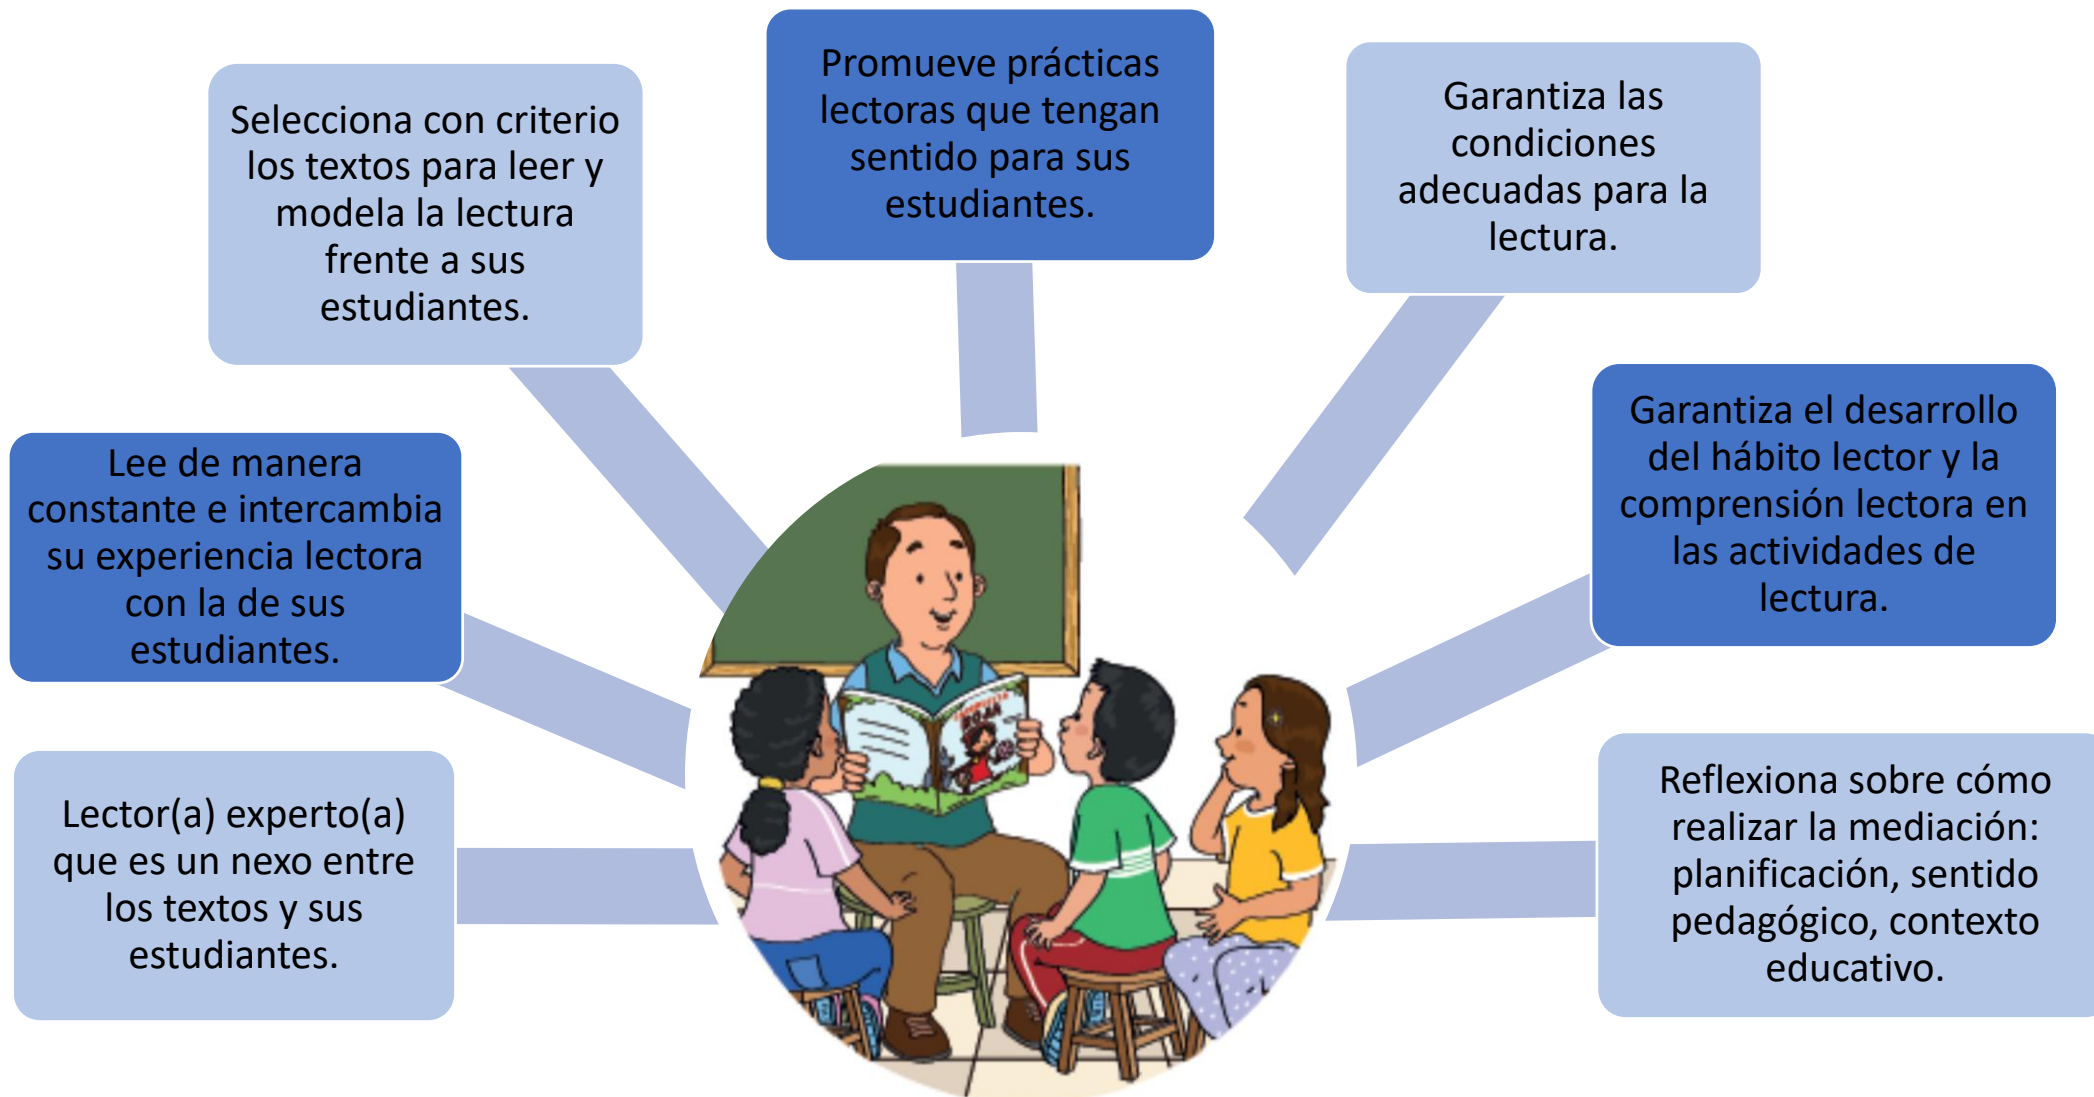 Promueve prácticas
lectoras que tengan
sentido para sus
estudiantes.
Selecciona con criterio
los textos para leer y
modela la lectura
frente a sus
estudiantes.
Garantiza las
condiciones
adecuadas para la
lectura.
Lee de manera
constante e intercambia
su experiencia lectora
con la de sus
estudiantes.
Garantiza el desarrollo
del hábito lector y la
comprensión lectora en
las actividades de
lectura.
Lector(a) experto(a)
que es un nexo entre
los textos y sus
estudiantes.
Reflexiona sobre cómo
realizar la mediación:
planificación, sentido
pedagógico, contexto
educativo.
ROJA